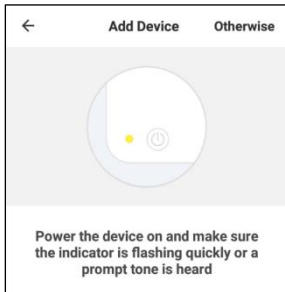 Add Device Otherwise
Power the device on and make sure
the indicator is flashing quickly or a
prompt tone is heard